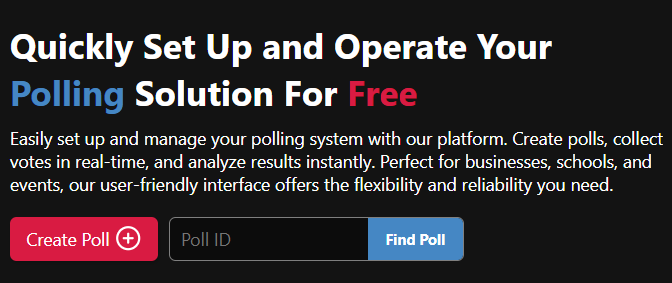 Quickly Set Up and Operate Your
Polling Solution For Free
Easily set up and manage your polling system with our platform. Create polls, collect
votes in real-time, and analyze results instantly. Perfect for businesses, schools, and
events, our user-friendly interface offers the flexibility and reliability you need.
Create Poll
Poll ID
Find Poll